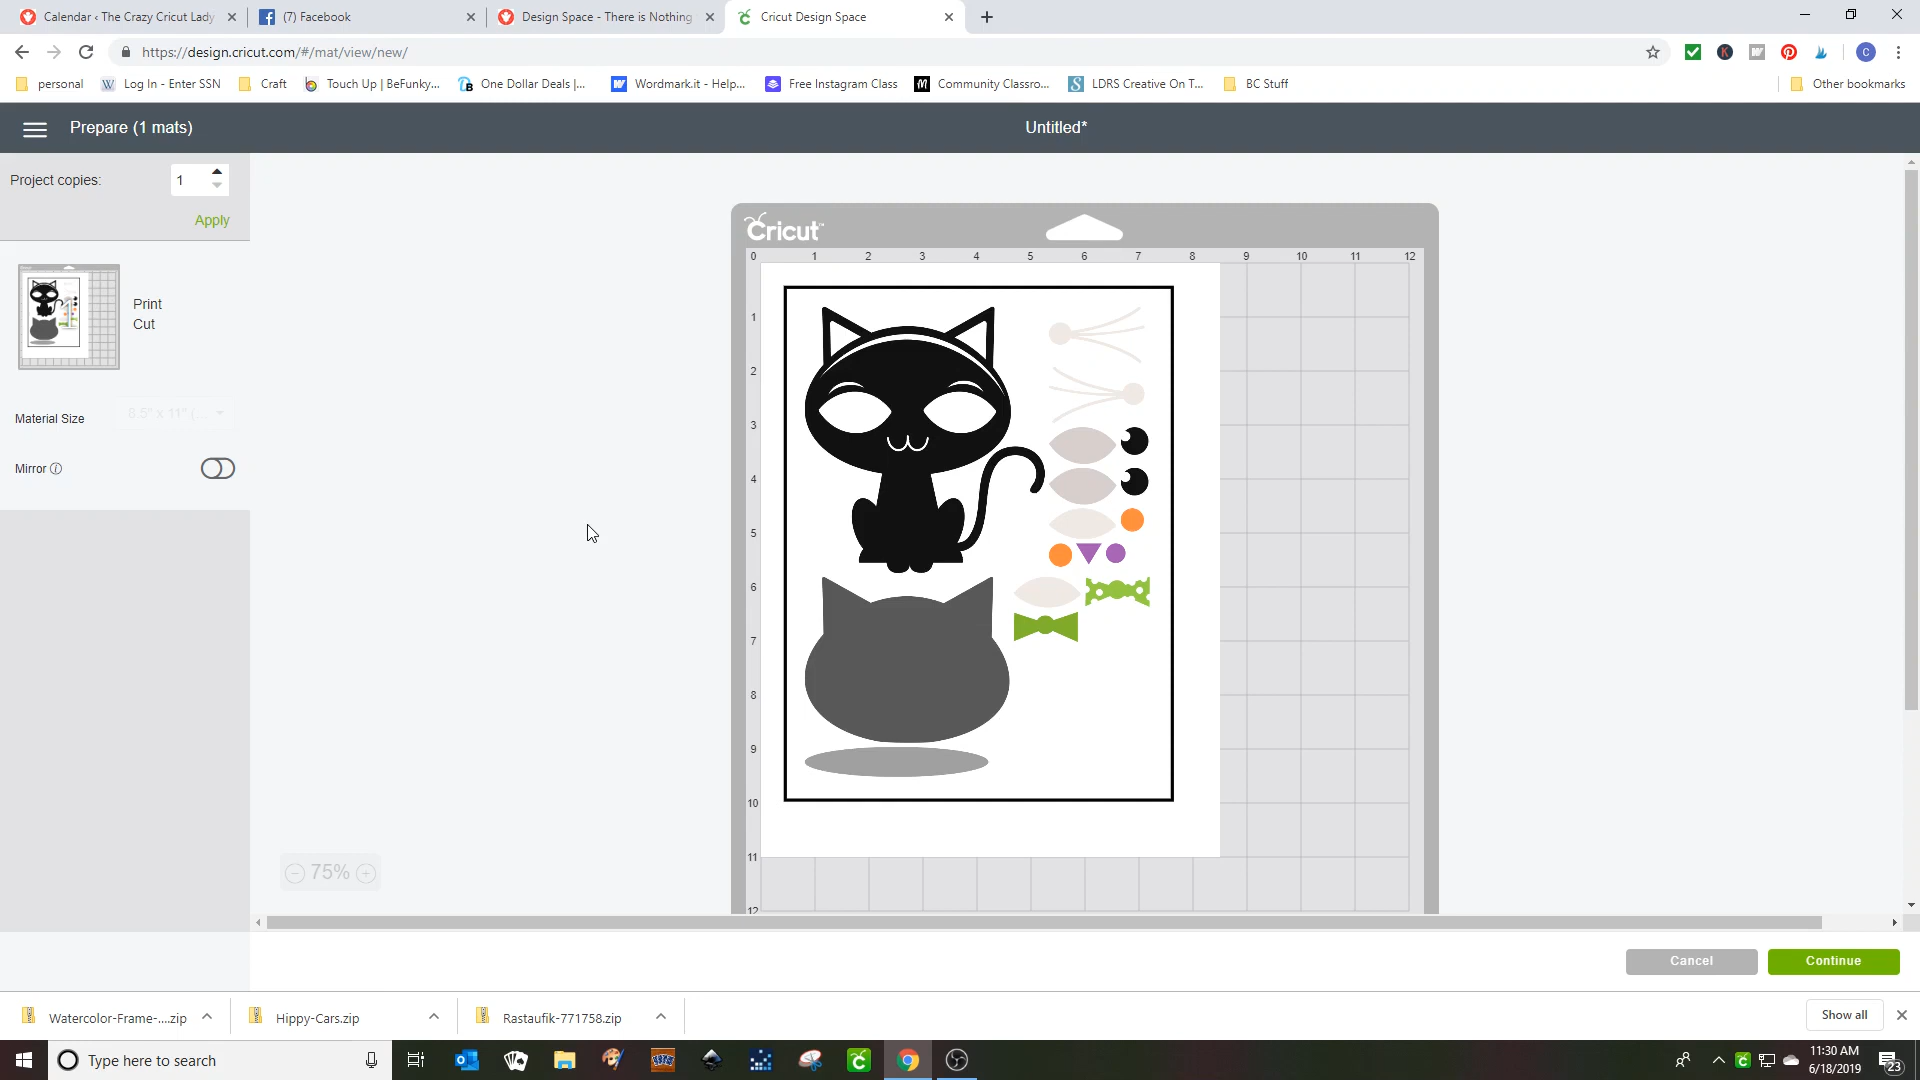 Calendar ‹ The Crazy Cricut Lady
(7) Facebook
Design Space - There is Nothing
Cricut Design Space
https://design.cricut.com/#/mat/view/new/
personal
Log In - Enter SSN
Craft
Touch Up | BeFunky...
One Dollar Deals |...
Wordmark.it - Help...
Free Instagram Class
Community Classro...
LDRS Creative On T...
BC Stuff
Other bookmarks
Prepare (1 mats)
Untitled*
Project copies:
1
Apply
Print
Cut
Material Size
8.5" x 11" (...
Mirror
75%
Cricut
0 1 2 3 4 5 6 7 8 9 10 11 12
1
2
3
4
5
6
7
8
9
10
11
12
Cancel
Continue
Watercolor-Frame-....zip
Hippy-Cars.zip
Rastaufik-771758.zip
Show all
Type here to search
11:30 AM
6/18/2019
23